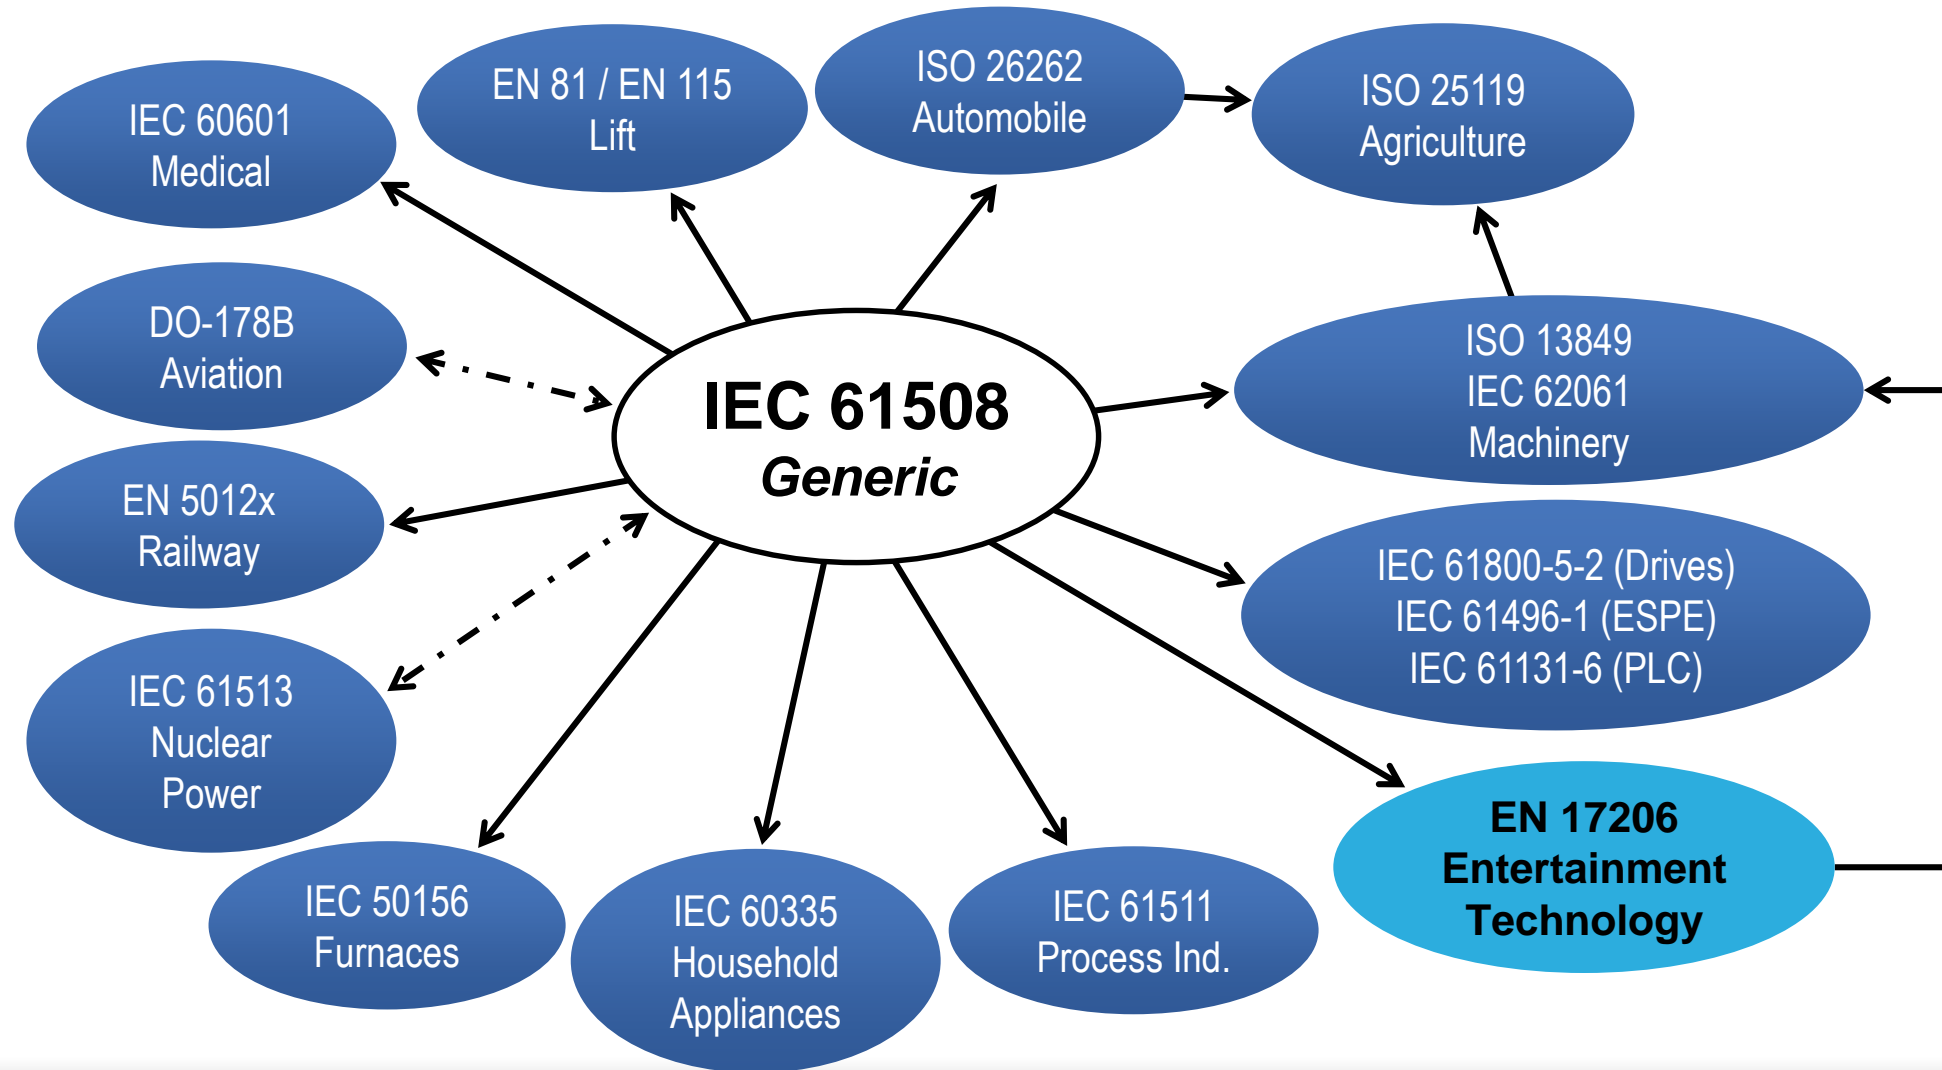 IEC 60601
Medical
EN 81 / EN 115
Lift
ISO 26262
Automobile
ISO 25119
Agriculture
DO-178B
Aviation
IEC 61508
Generic
ISO 13849
IEC 62061
Machinery
EN 5012x
Railway
IEC 61800-5-2 (Drives)
IEC 61496-1 (ESPE)
IEC 61131-6 (PLC)
IEC 61513
Nuclear
Power
EN 17206
Entertainment
Technology
IEC 50156
Furnaces
IEC 60335
Household
Appliances
IEC 61511
Process Ind.